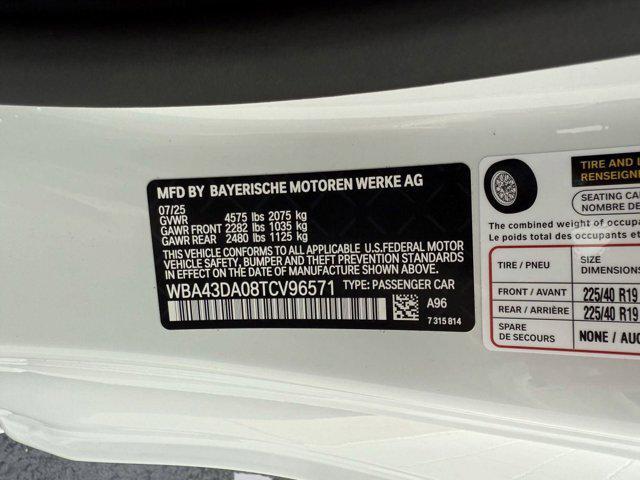 MFD BY BAYERISCHE MOTOREN WERKE AG
07/25
GVWR 4575 lbs 2075 kg
GAWR FRONT 2282 lbs 1035 kg
GAWR REAR 2480 lbs 1125 kg
THIS VEHICLE CONFORMS TO ALL APPLICABLE U.S.FEDERAL MOTOR
VEHICLE SAFETY, BUMPER, AND THEFT PREVENTION STANDARDS
IN EFFECT ON THE DATE OF MANUFACTURE SHOWN ABOVE.
WBA43DA08TCV96571 TYPE: PASSENGER CAR
A96
7 315 814
TIRE AND
RENSEIGNE
SEATING CA
NOMBRE DE
The combined weight of occupa
Le poids total des occupants et
TIRE / PNEU SIZE
DIMENSIONS
FRONT / AVANT 225/40 R19
REAR / ARRIÈRE 225/40 R19
SPARE
DE SECOURS NONE / AUC